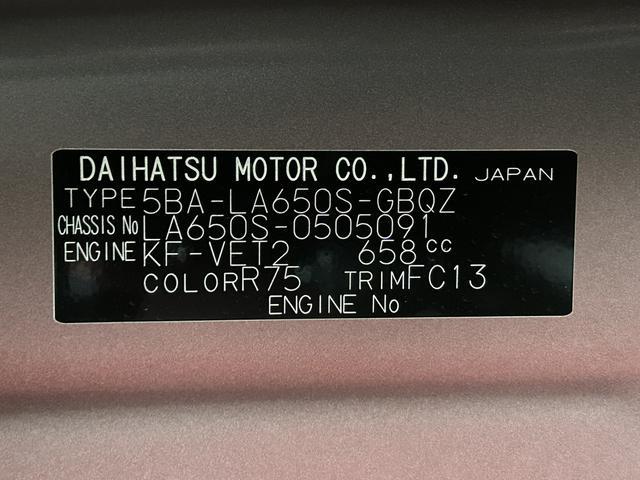 DAIHATSU MOTOR CO.,LTD. JAPAN
TYPE 5BA-LA650S-GBQZ
CHASSIS No LA650S-0505091
ENGINE KF-VET2 658cc
COLOR R75 TRIM FC13
ENGINE No